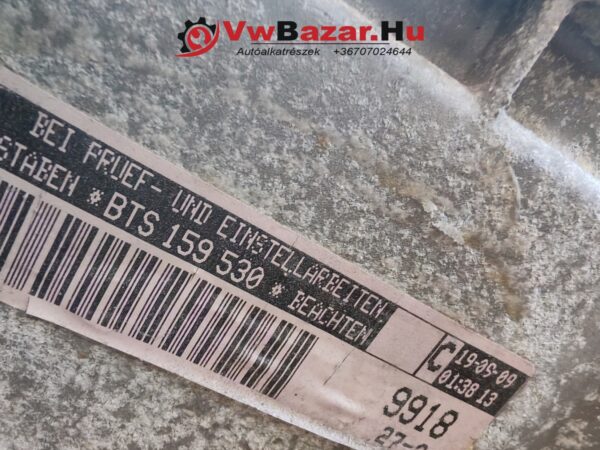 VwBazar.Hu
Autóalkatrészek +36707024644
BEI PRUEF- UND EINSTELLARBEITEN
STABEN * BTS 159 530 * BEACHTEN
C
19-09-09
01:38 13
9918